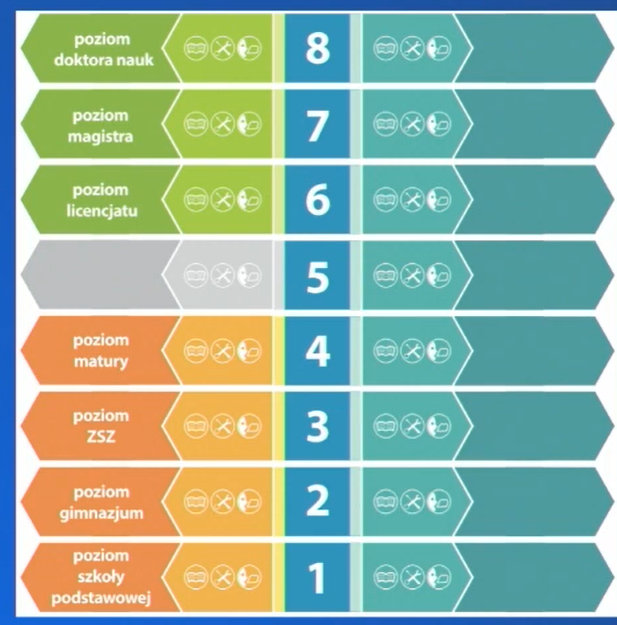 poziom
doktora nauk
8
poziom
magistra
7
poziom
licencjatu
6
5
poziom
matury
4
poziom
ZSZ
3
poziom
gimnazjum
2
poziom
szkoły
podstawowej
1